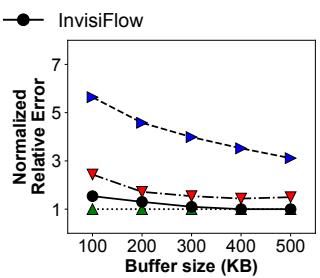 InvisiFlow
7
5
3
1
Normalized
Relative Error
100 200 300 400 500
Buffer size (KB)